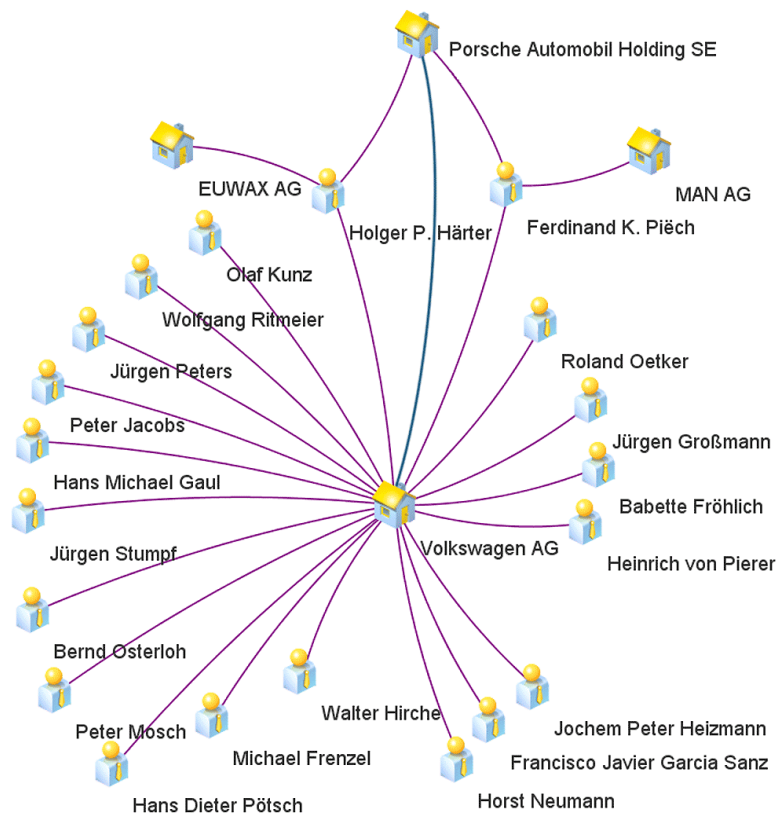 Porsche Automobil Holding SE
EUWAX AG
MAN AG
Holger P. Härter
Ferdinand K. Piëch
Olaf Kunz
Wolfgang Ritmeier
Roland Oetker
Jürgen Peters
Peter Jacobs
Jürgen Großmann
Hans Michael Gaul
Babette Fröhlich
Jürgen Stumpf
Volkswagen AG
Heinrich von Pierer
Bernd Osterloh
Walter Hirche
Peter Mosch
Jochem Peter Heizmann
Michael Frenzel
Francisco Javier Garcia Sanz
Hans Dieter Pötsch
Horst Neumann